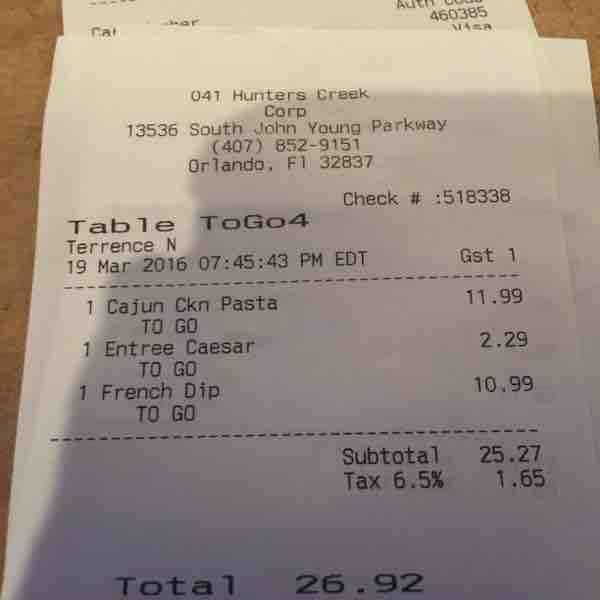 Auth Code
460385
Visa
041 Hunters Creek
Corp
13536 South John Young Parkway
(407) 852-9151
Orlando, Fl 32837
Check # :518338
Table ToGo4
Terrence N
19 Mar 2016 07:45:43 PM EDT Gst 1
1 Cajun Ckn Pasta 11.99
TO GO
1 Entree Caesar 2.29
TO GO
1 French Dip 10.99
TO GO
Subtotal 25.27
Tax 6.5% 1.65
Total 26.92